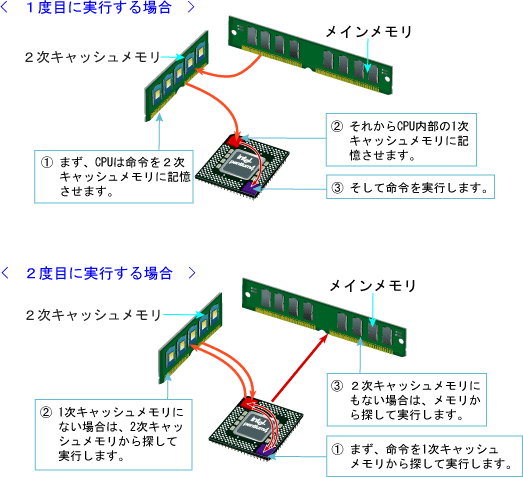 < 1度目に実行する場合 >
メインメモリ
2次キャッシュメモリ
② それからCPU内部の1次
キャッシュメモリに記
憶させます。
① まず、CPUは命令を２次
キャッシュメモリに記憶
させます。
intel
pentium
③ そして命令を実行します。
< ２度目に実行する場合 >
メインメモリ
２次キャッシュメモリ
③ ２次キャッシュメモリに
もない場合は、メモリか
ら探して実行します。
② 1次キャッシュメモリに
ない場合は、2次キャッ
シュメモリから探して
実行します。
intel
pentium
① まず、命令を1次キャッシュ
メモリから探して実行します。